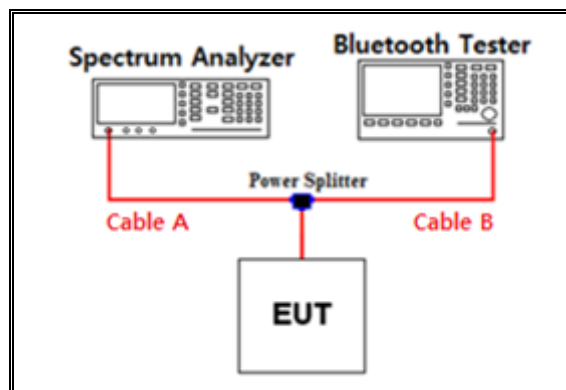 Spectrum Analyzer
Bluetooth Tester
Power Splitter
Cable A
Cable B
EUT